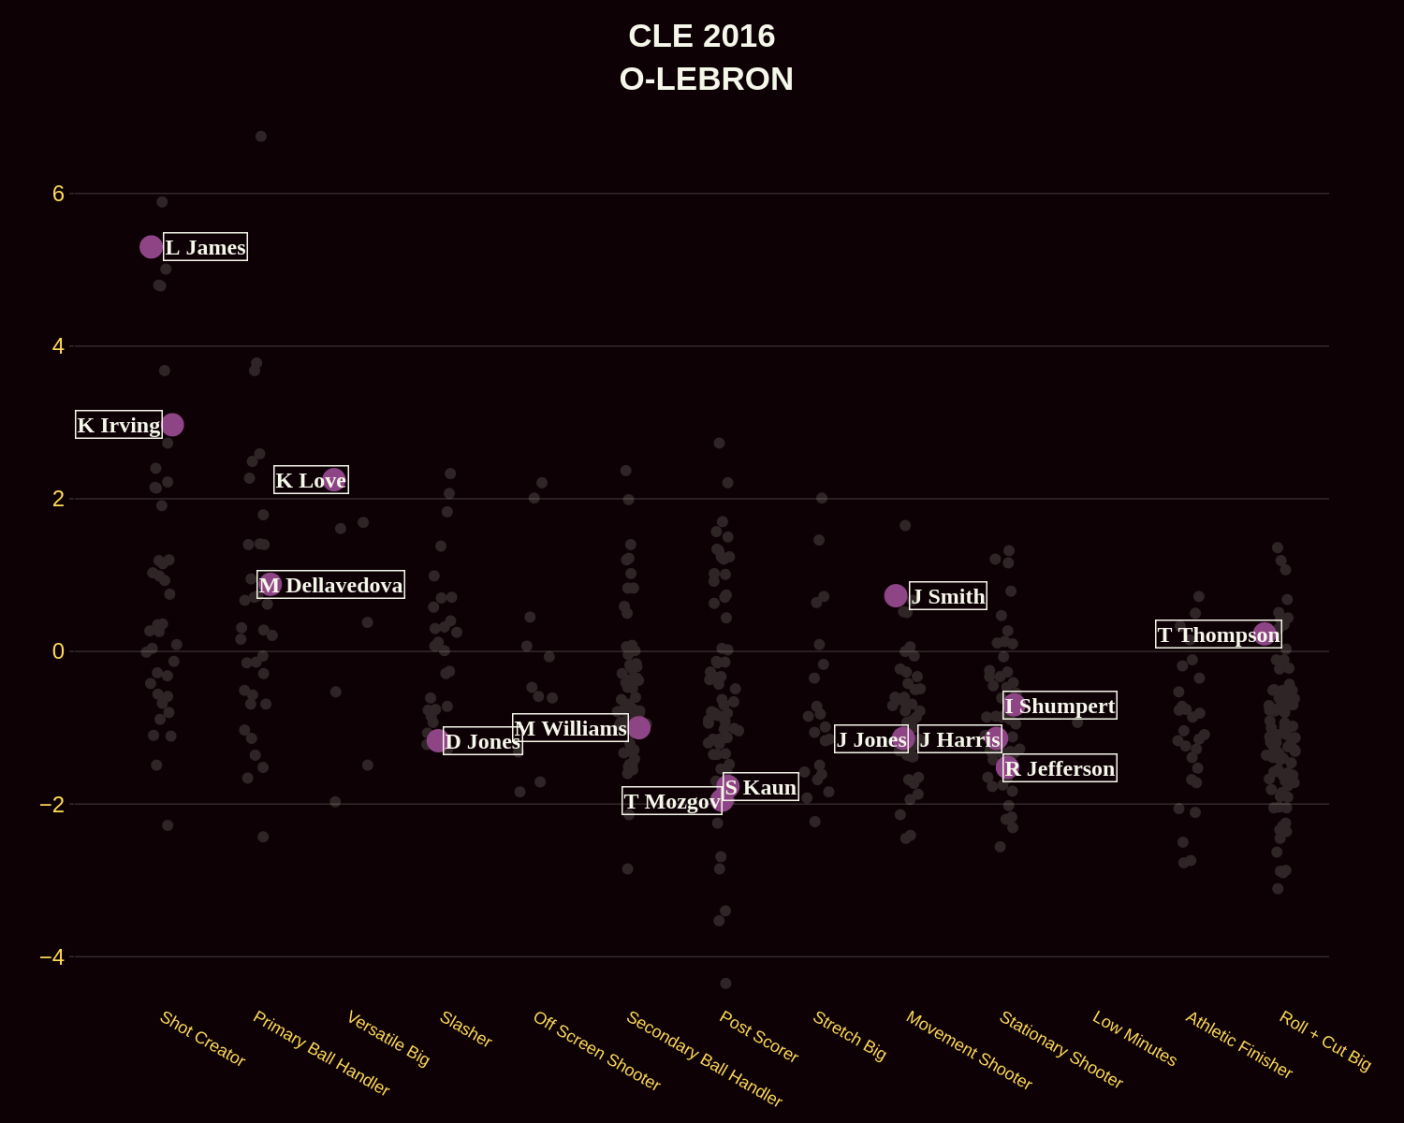 CLE 2016
O-LEBRON
6
L James
4
K Irving
K Love
2
M Dellavedova
J Smith
T Thompson
0
I Shumpert
M Williams
D Jones
J Jones
J Harris
R Jefferson
S Kaun
T Mozgov
−2
−4
Shot Creator
Primary Ball Handler
Versatile Big
Slasher
Off Screen Shooter
Secondary Ball Handler
Post Scorer
Stretch Big
Movement Shooter
Stationary Shooter
Low Minutes
Athletic Finisher
Roll + Cut Big